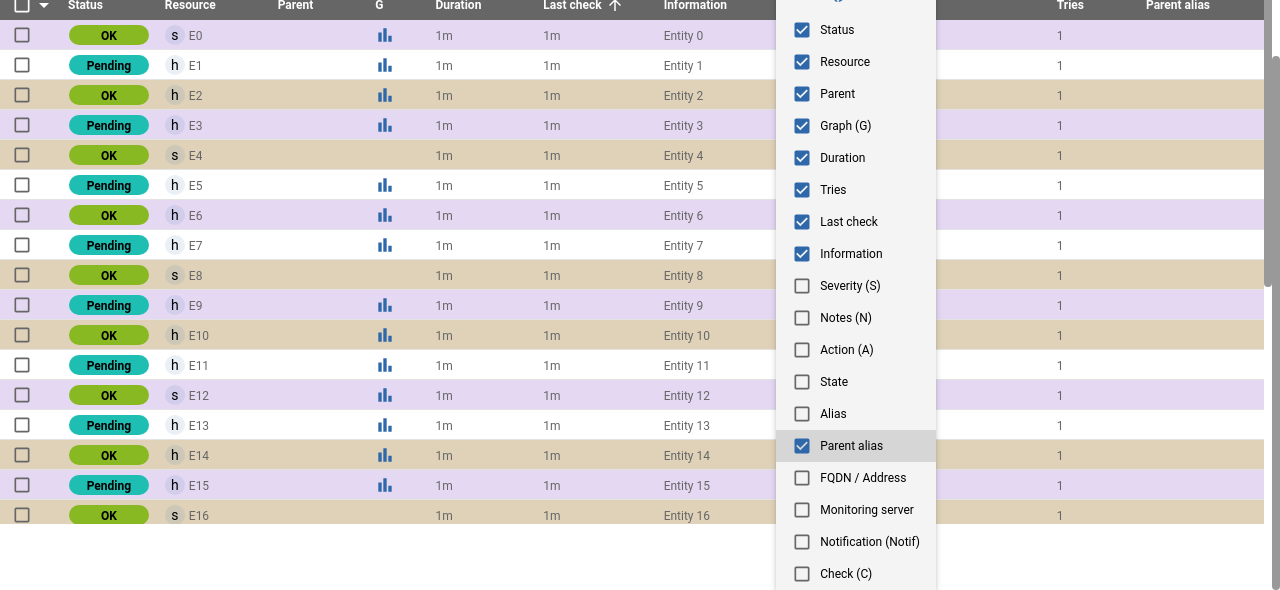 Status Resource Parent G Duration Last check Information Tries Parent alias
OK s E0 1m 1m Entity 0 1
Pending h E1 1m 1m Entity 1 1
OK h E2 1m 1m Entity 2 1
Pending h E3 1m 1m Entity 3 1
OK s E4 1m 1m Entity 4 1
Pending h E5 1m 1m Entity 5 1
OK h E6 1m 1m Entity 6 1
Pending h E7 1m 1m Entity 7 1
OK s E8 1m 1m Entity 8 1
Pending h E9 1m 1m Entity 9 1
OK h E10 1m 1m Entity 10 1
Pending h E11 1m 1m Entity 11 1
OK s E12 1m 1m Entity 12 1
Pending h E13 1m 1m Entity 13 1
OK h E14 1m 1m Entity 14 1
Pending h E15 1m 1m Entity 15 1
OK s E16 1m 1m Entity 16 1
Status
Resource
Parent
Graph (G)
Duration
Tries
Last check
Information
Severity (S)
Notes (N)
Action (A)
State
Alias
Parent alias
FQDN / Address
Monitoring server
Notification (Notif)
Check (C)